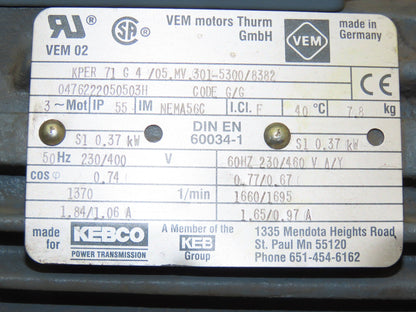 VEM 02
SA
VEM motors Thurm
GmbH
VEM
made in
Germany
KPER 71 G 4 /05.MV.301-5300/8382
0476222050503H CODE G/G
CE
3 ~ Mot IP 55 IM NEMA56C I.Cl. F 40 °C 7,8 kg
DIN EN
60034-1
S1 0.37 kW S1 0.37 kW
50Hz 230/400 V 60HZ 230/460 V Δ/Y
cos φ 0.74 0.77/0.67
1370 1/min 1660/1695
1.84/1.06 A 1.65/0.97 A
made for KEBCO POWER TRANSMISSION
A Member of the
KEB
Group
1335 Mendota Heights Road
St. Paul Mn 55120
Phone 651-454-6162